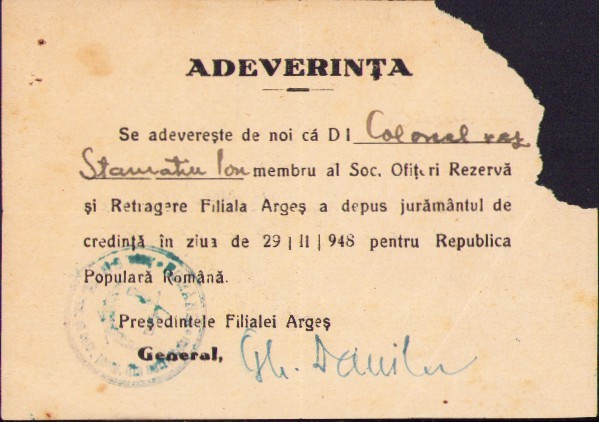 ADEVERINȚA
Se adeverește de noi că Dl Colonel rez.
Stamatiu Ion membru al Soc. Ofițeri Rezervă
și Retragere Filiala Argeș a depus jurământul de
credință în ziua de 29 | II | 948 pentru Republica
Populară Română.
Președintele Filialei Argeș
General, Gh. Daniler